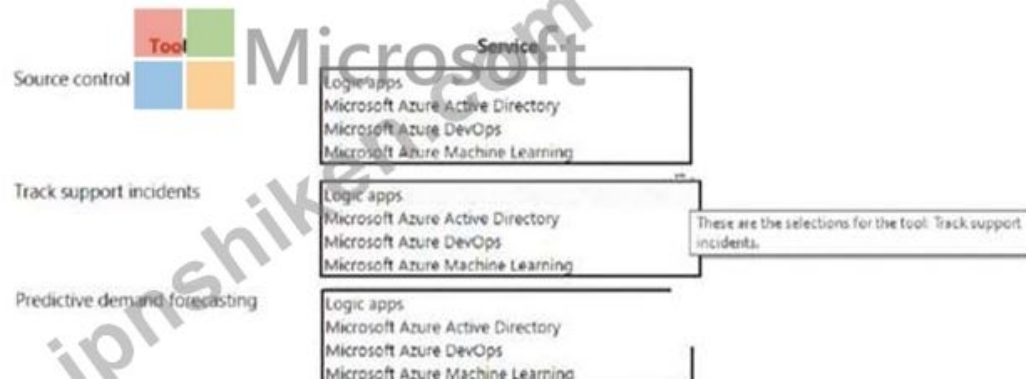 Tool
Microsoft
Service
Source control
Logic apps
Microsoft Azure Active Directory
Microsoft Azure DevOps
Microsoft Azure Machine Learning
Track support incidents
Logic apps
Microsoft Azure Active Directory
Microsoft Azure DevOps
Microsoft Azure Machine Learning
These are the selections for the tool: Track support
incidents.
Predictive demand forecasting
Logic apps
Microsoft Azure Active Directory
Microsoft Azure DevOps
Microsoft Azure Machine Learning
jpnshiken.com